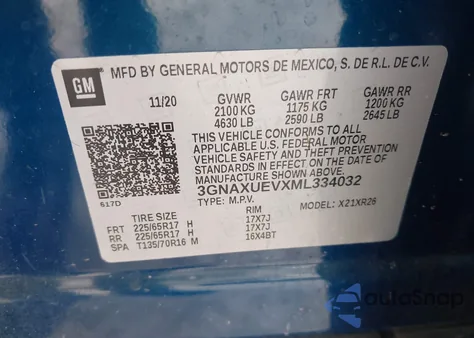 GM
MFD BY GENERAL MOTORS DE MEXICO, S. DE R.L. DE C.V.
11/20 GVWR GAWR FRT GAWR RR
2100 KG 1175 KG 1200 KG
4630 LB 2590 LB 2645 LB
THIS VEHICLE CONFORMS TO ALL
APPLICABLE U.S. FEDERAL MOTOR
VEHICLE SAFETY AND THEFT PREVENTION
STANDARDS IN EFFECT ON THE DATE OF
MANUFACTURE SHOWN ABOVE.
617D
3GNAXUEVXML334032
TYPE: M.P.V. MODEL: X21XR26
TIRE SIZE RIM
FRT 225/65R17 H 17X7J
RR 225/65R17 H 17X7J
SPA T135/70R16 M 16X4BT
autoSnap